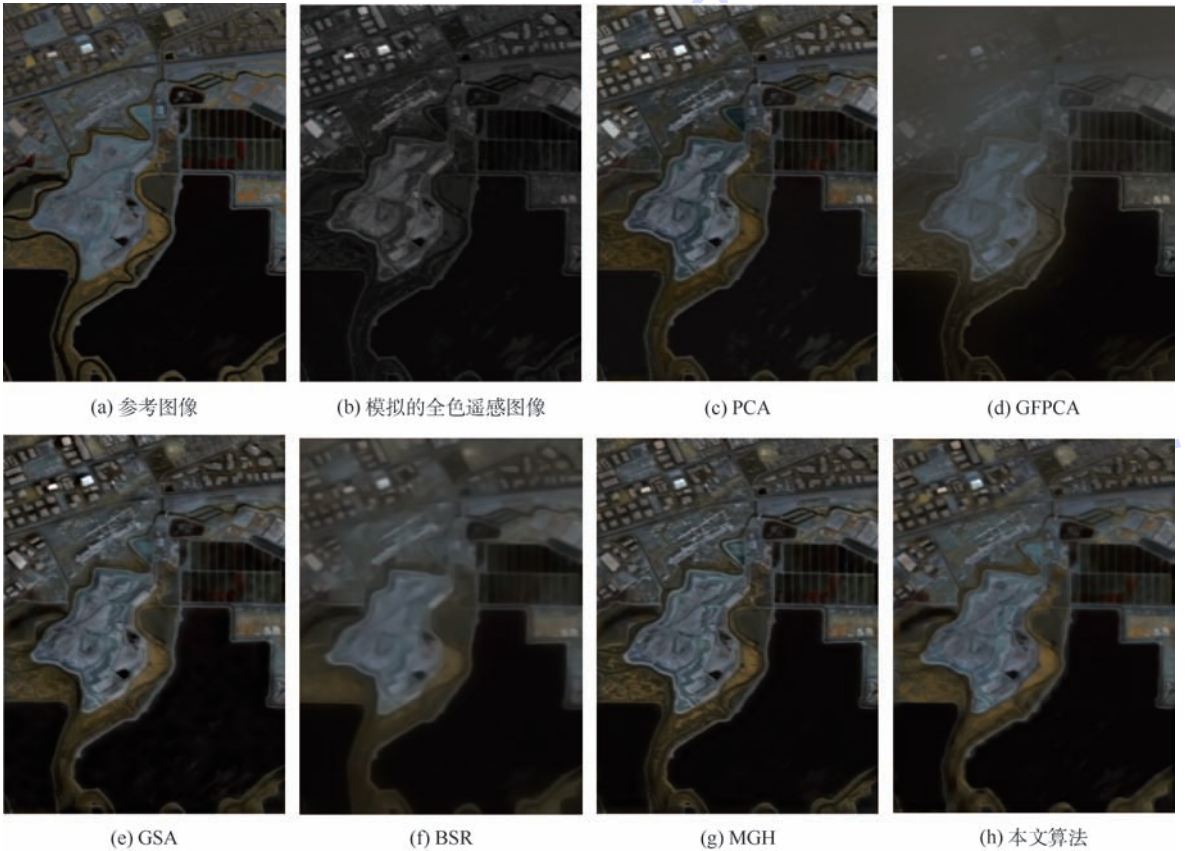 (a) 参考图像
(b) 模拟的全色遥感图像
(c) PCA
(d) GFPCA
(e) GSA
(f) BSR
(g) MGH
(h) 本文算法